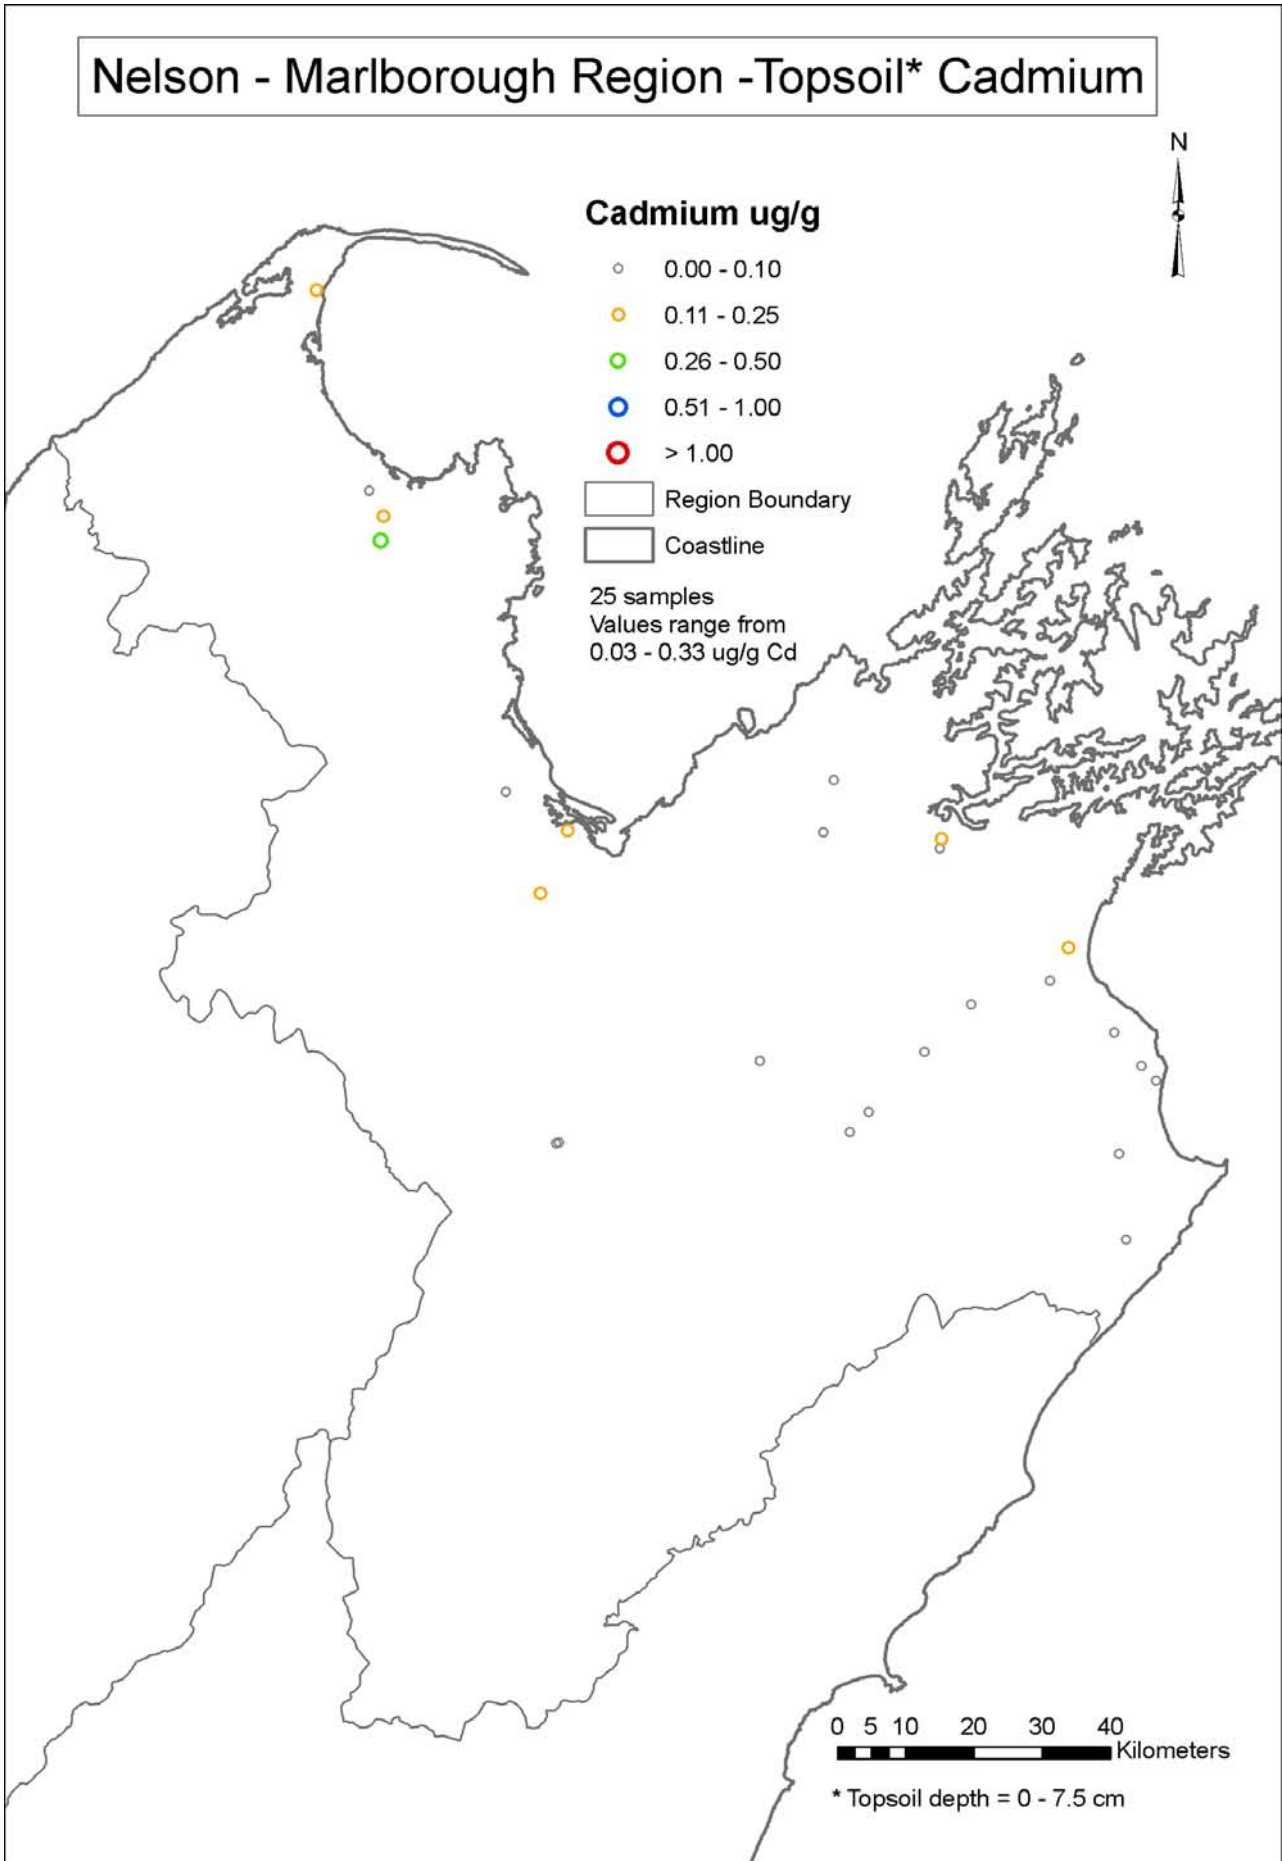 Nelson - Marlborough Region -Topsoil* Cadmium
N
Cadmium ug/g
0.00 - 0.10
0.11 - 0.25
0.26 - 0.50
0.51 - 1.00
> 1.00
Region Boundary
Coastline
25 samples
Values range from
0.03 - 0.33 ug/g Cd
0 5 10 20 30 40
Kilometers
* Topsoil depth = 0 - 7.5 cm